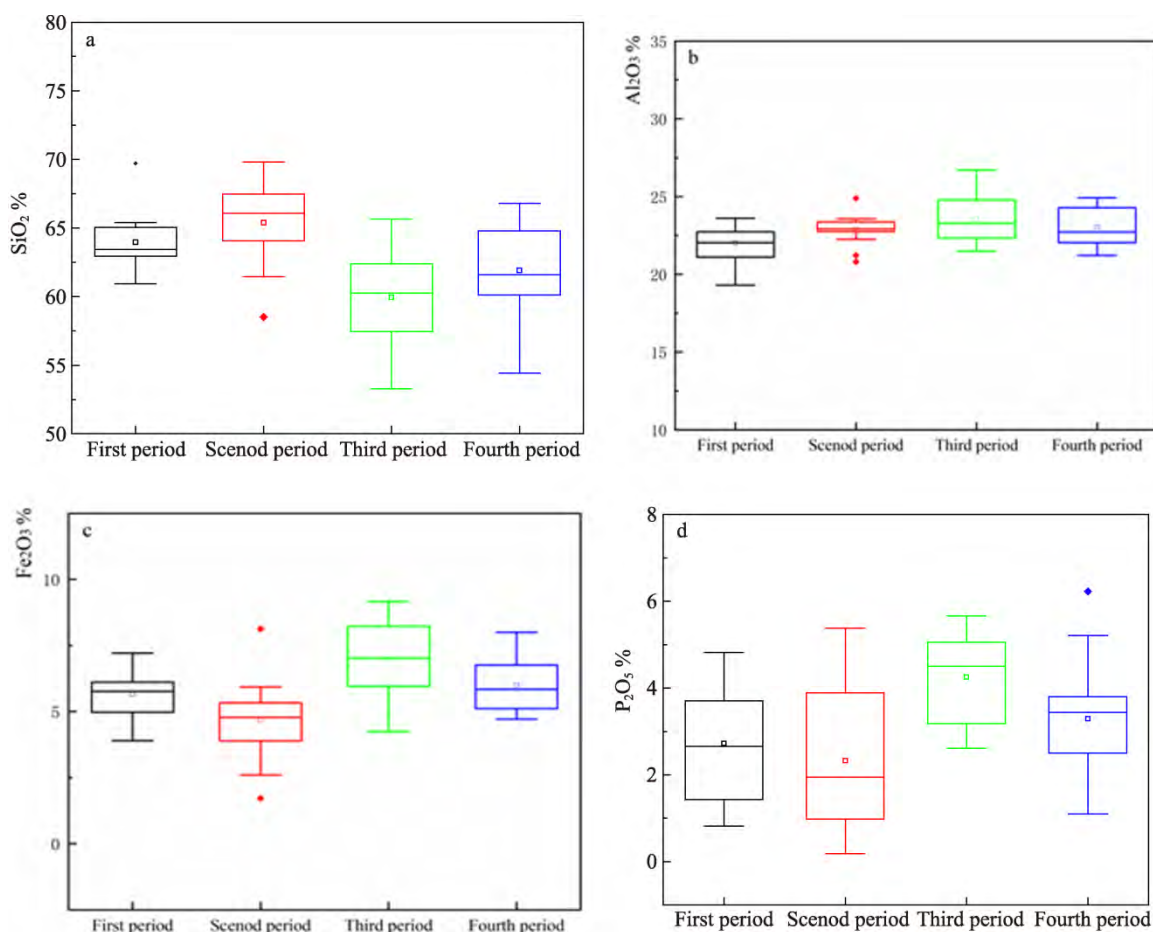 a
SiO₂ %
80
75
70
65
60
55
50
First period Scenod period Third period Fourth period
b
Al₂O₃ %
35
30
25
20
15
10
First period Scenod period Third period Fourth period
c
Fe₂O₃ %
10
5
0
First period Scenod period Third period Fourth period
d
P₂O₅ %
8
6
4
2
0
First period Scenod period Third period Fourth period